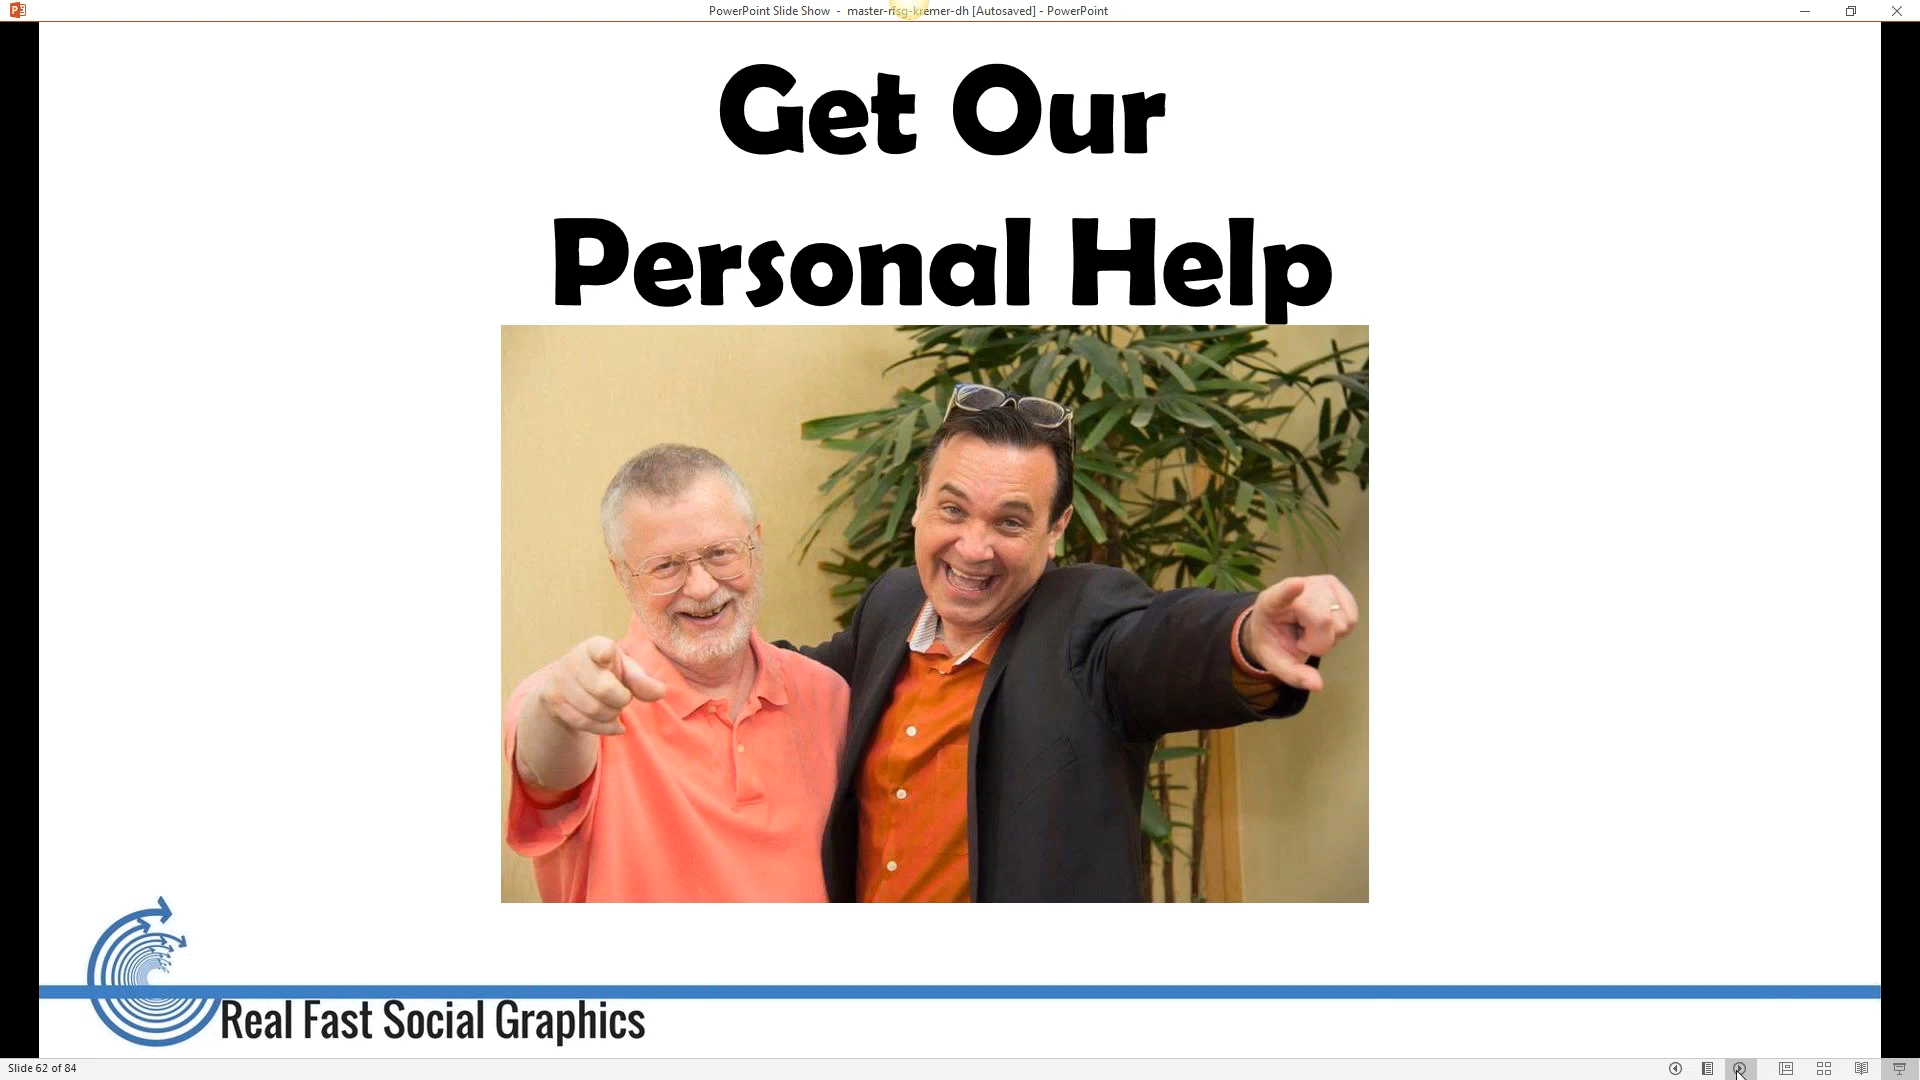 PowerPoint Slide Show - master-rfsg-kremer-dh [Autosaved] - PowerPoint
Get Our
Personal Help
Real Fast Social Graphics
Slide 62 of 84